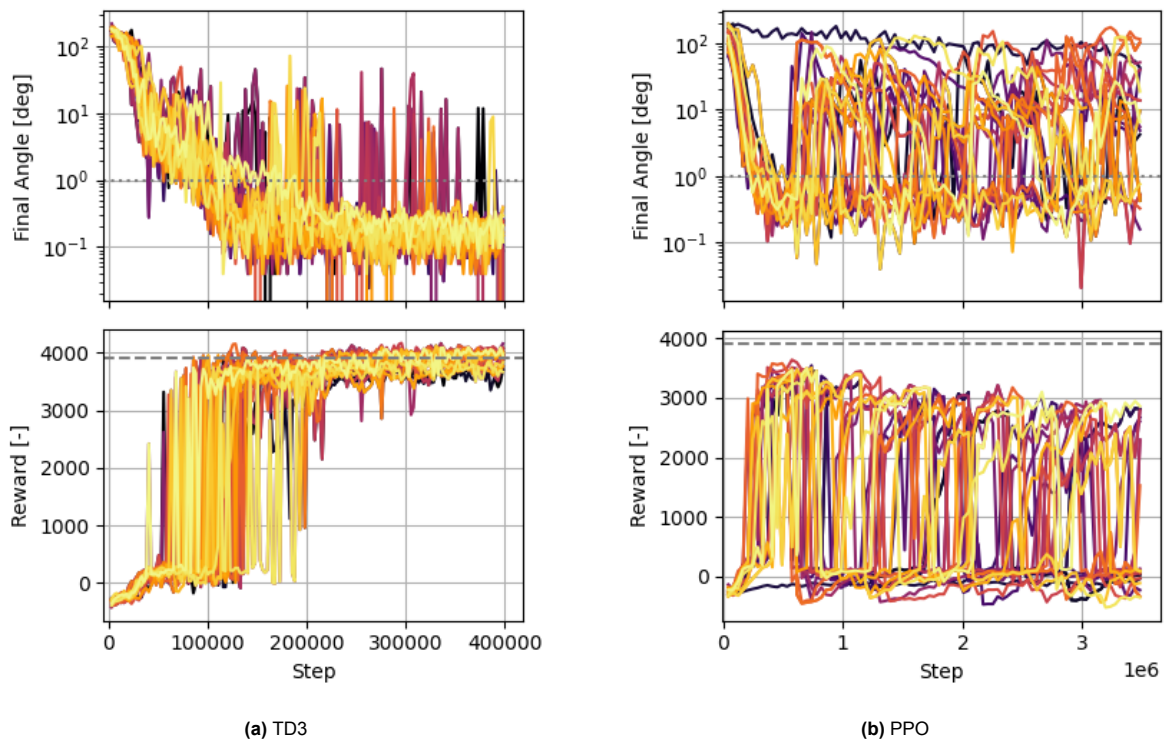 Final Angle [deg]
10²
10¹
10⁰
10⁻¹
Final Angle [deg]
10²
10¹
10⁰
10⁻¹
Reward [-]
4000
3000
2000
1000
0
0 100000 200000 300000 400000
Step
Reward [-]
4000
3000
2000
1000
0
0 1 2 3
Step 1e6
(a) TD3
(b) PPO